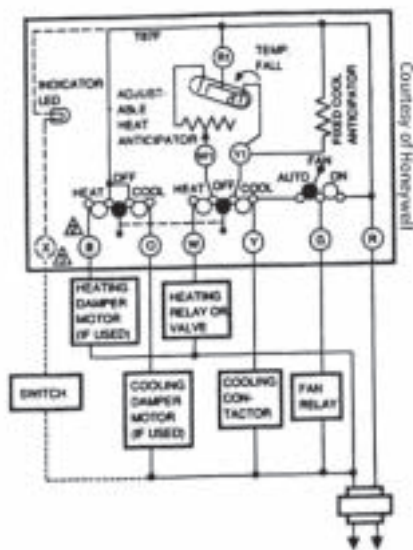 T87F
R1
TEMP
FALL
INDICATOR
LED
ADJUST-
ABLE
HEAT
ANTICIPATOR
W1
Y1
FIXED COOL
ANTICIPATOR
FAN
AUTO ON
OFF
HEAT COOL
OFF
HEAT COOL
X
B
O
W
Y
G
R
HEATING
DAMPER
MOTOR
(IF USED)
HEATING
RELAY OR
VALVE
SWITCH
COOLING
DAMPER
MOTOR
(IF USED)
COOLING
CON-
TACTOR
FAN
RELAY
Courtesy of Honeywell